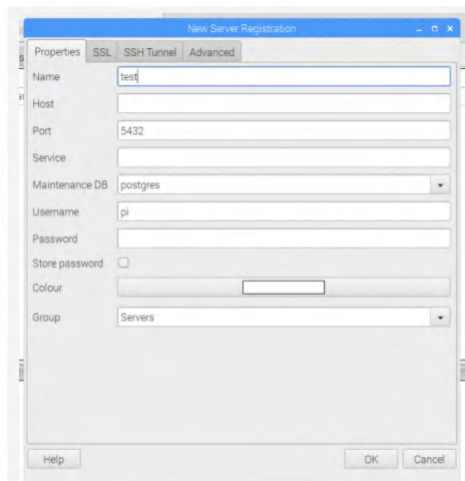 New Server Registration
Properties SSL SSH Tunnel Advanced
Name test
Host
Port 5432
Service
Maintenance DB postgres
Username pi
Password
Store password
Colour
Group Servers
Help OK Cancel